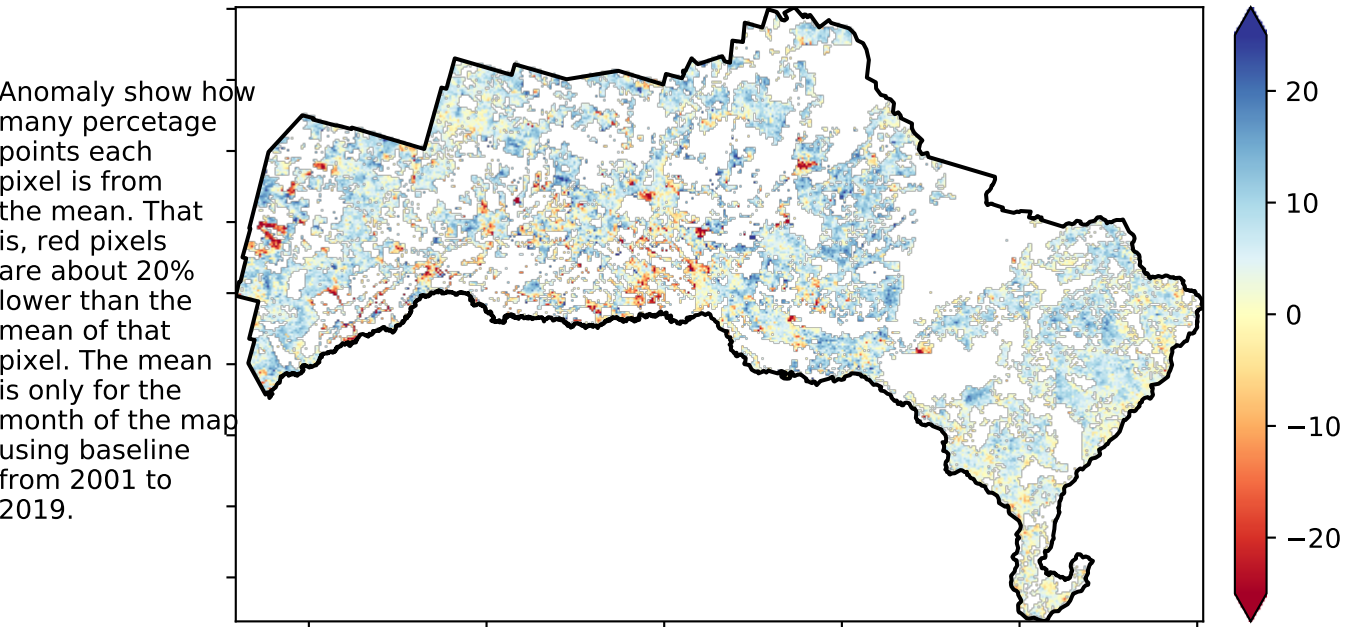 Anomaly show how
many percetage
points each
pixel is from
the mean. That
is, red pixels
are about 20%
lower than the
mean of that
pixel. The mean
is only for the
month of the map
using baseline
from 2001 to
2019.
20
10
0
−10
−20